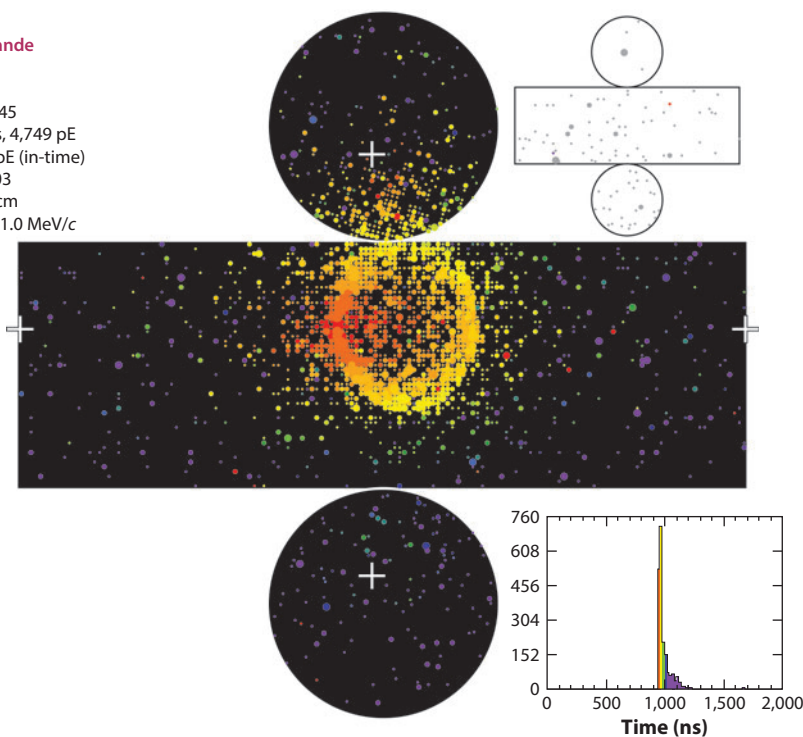 ande
45
s, 4,749 pE
pE (in-time)
03
cm
1.0 MeV/c
760
608
456
304
152
0
0 500 1,000 1,500 2,000
Time (ns)